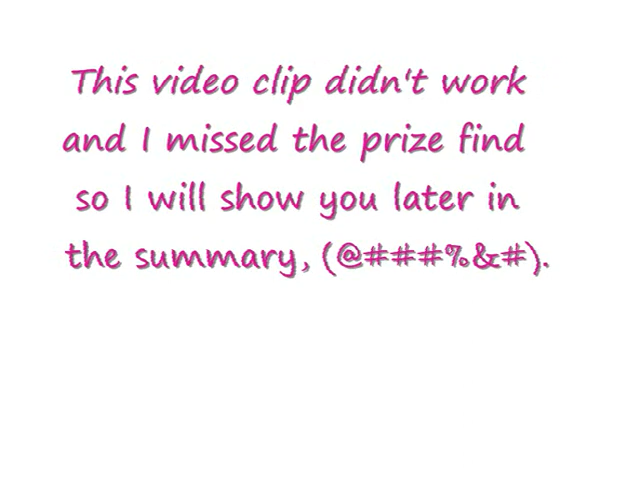 This video clip didn't work
and I missed the prize find
so I will show you later in
the summary, (@###%&#).